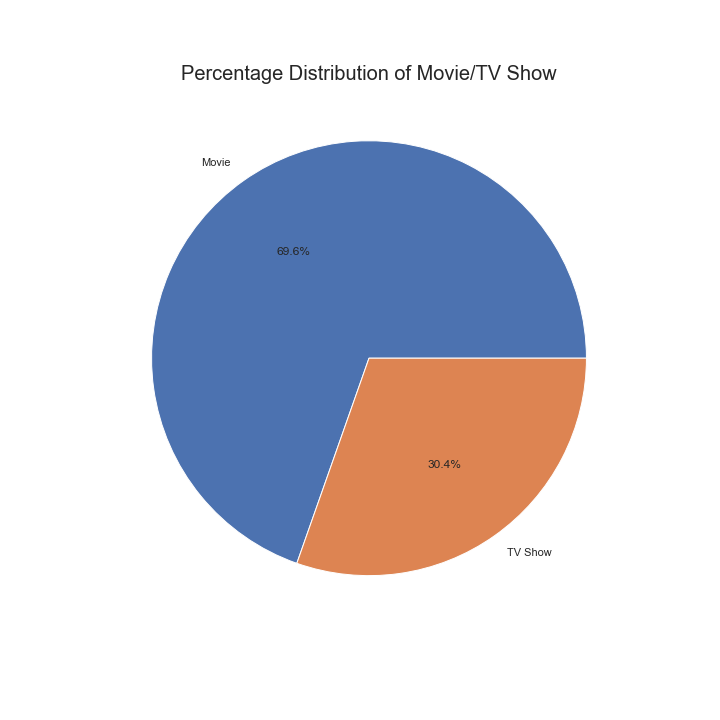 Percentage Distribution of Movie/TV Show
Movie
69.6%
30.4%
TV Show